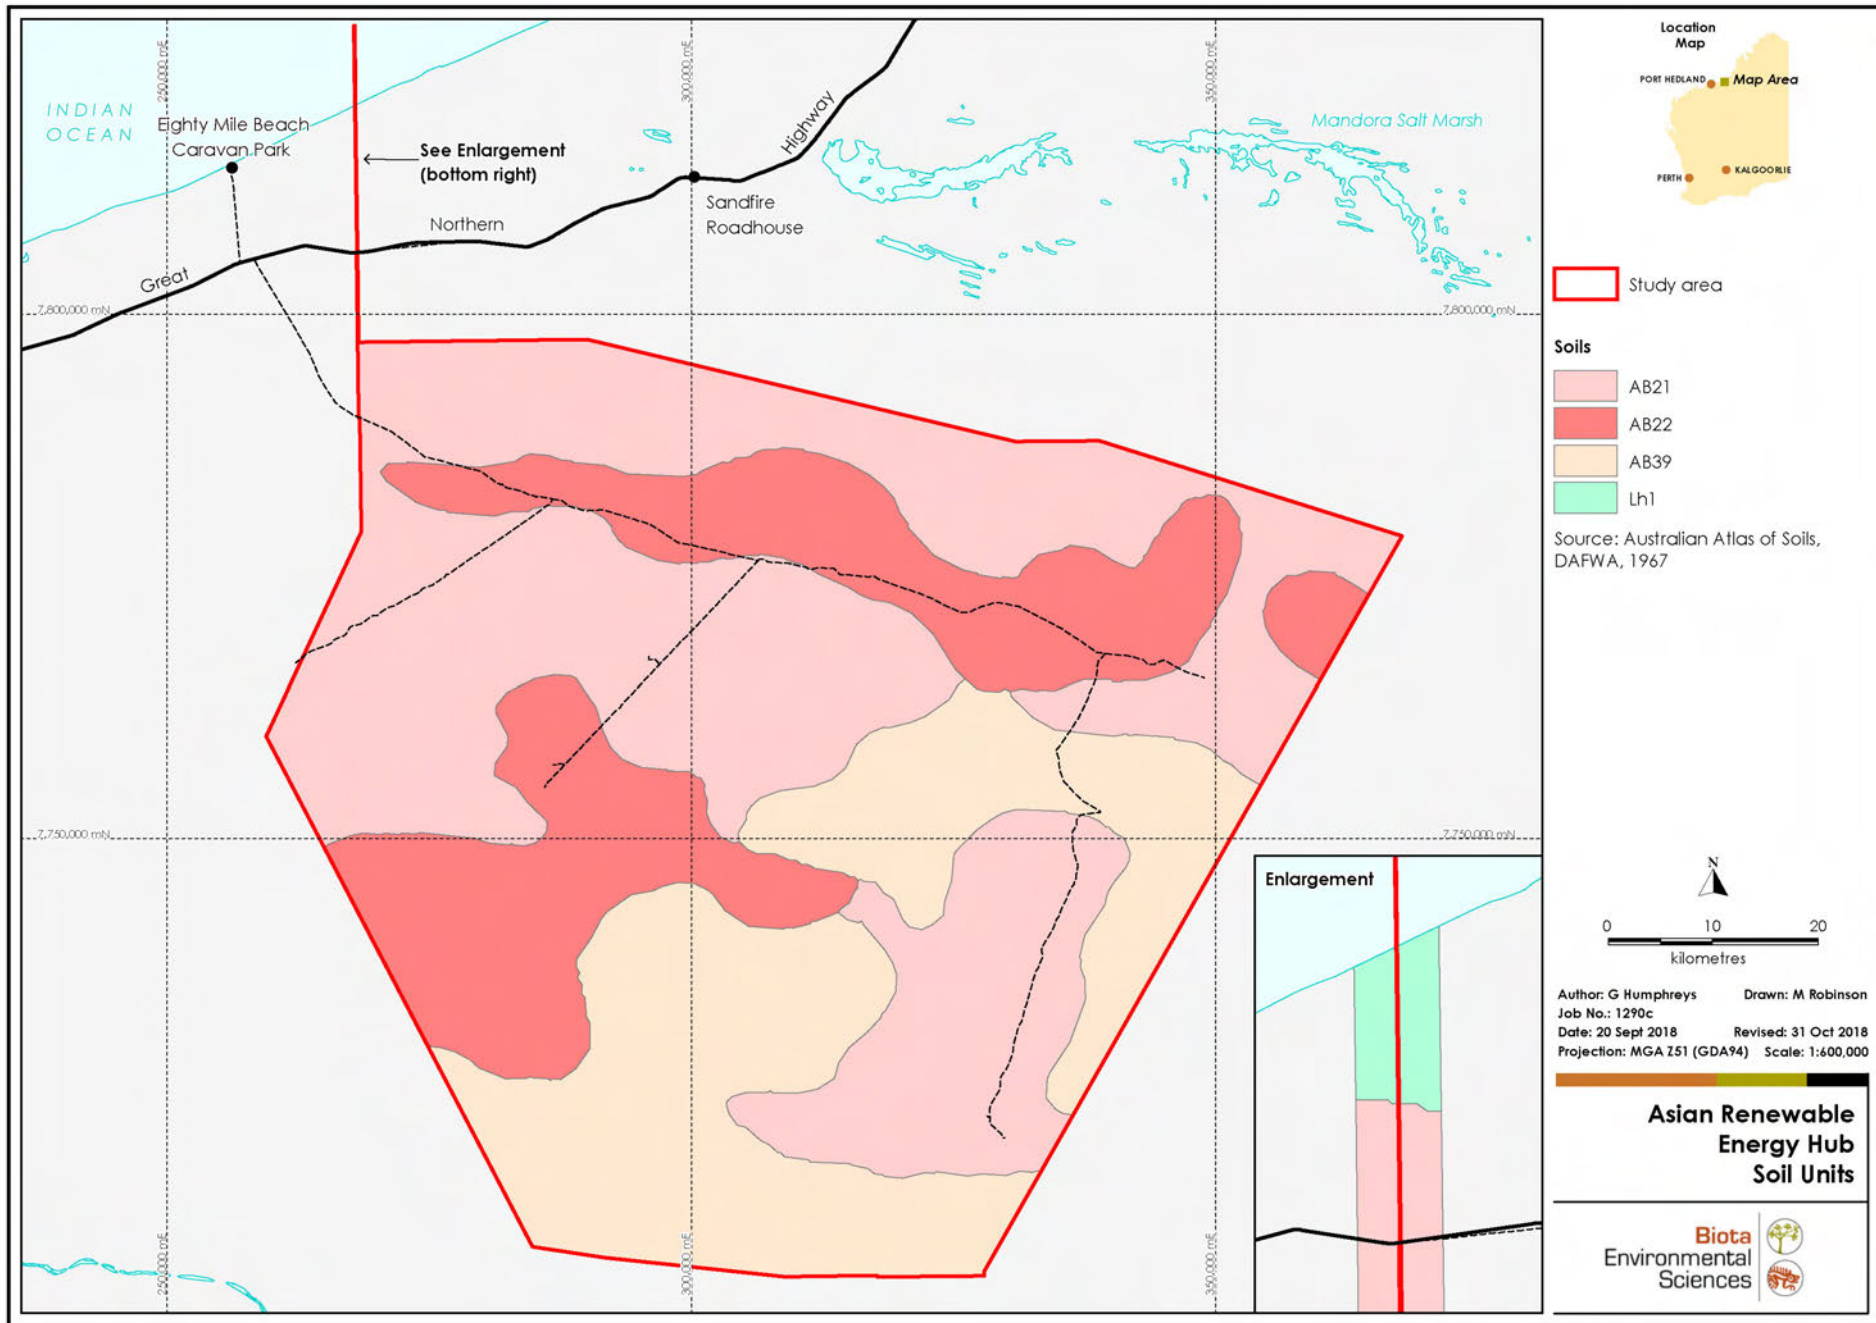 INDIAN
OCEAN
Eighty Mile Beach
Caravan Park
250,000 mE
300,000 mE
350,000 mE
See Enlargement
(bottom right)
Great
Northern
Highway
Sandfire
Roadhouse
Mandora Salt Marsh
7,800,000 mN
7,800,000 mN
7,750,000 mN
7,750,000 mN
250,000 mE
300,000 mE
350,000 mE
Enlargement
Location
Map
PORT HEDLAND
Map Area
PERTH
KALGOORLIE
Study area
Soils
AB21
AB22
AB39
Lh1
Source: Australian Atlas of Soils,
DAFWA, 1967
N
0 10 20
kilometres
Author: G Humphreys Drawn: M Robinson
Job No.: 1290c
Date: 20 Sept 2018 Revised: 31 Oct 2018
Projection: MGA Z51 (GDA94) Scale: 1:600,000
Asian Renewable
Energy Hub
Soil Units
Biota
Environmental
Sciences